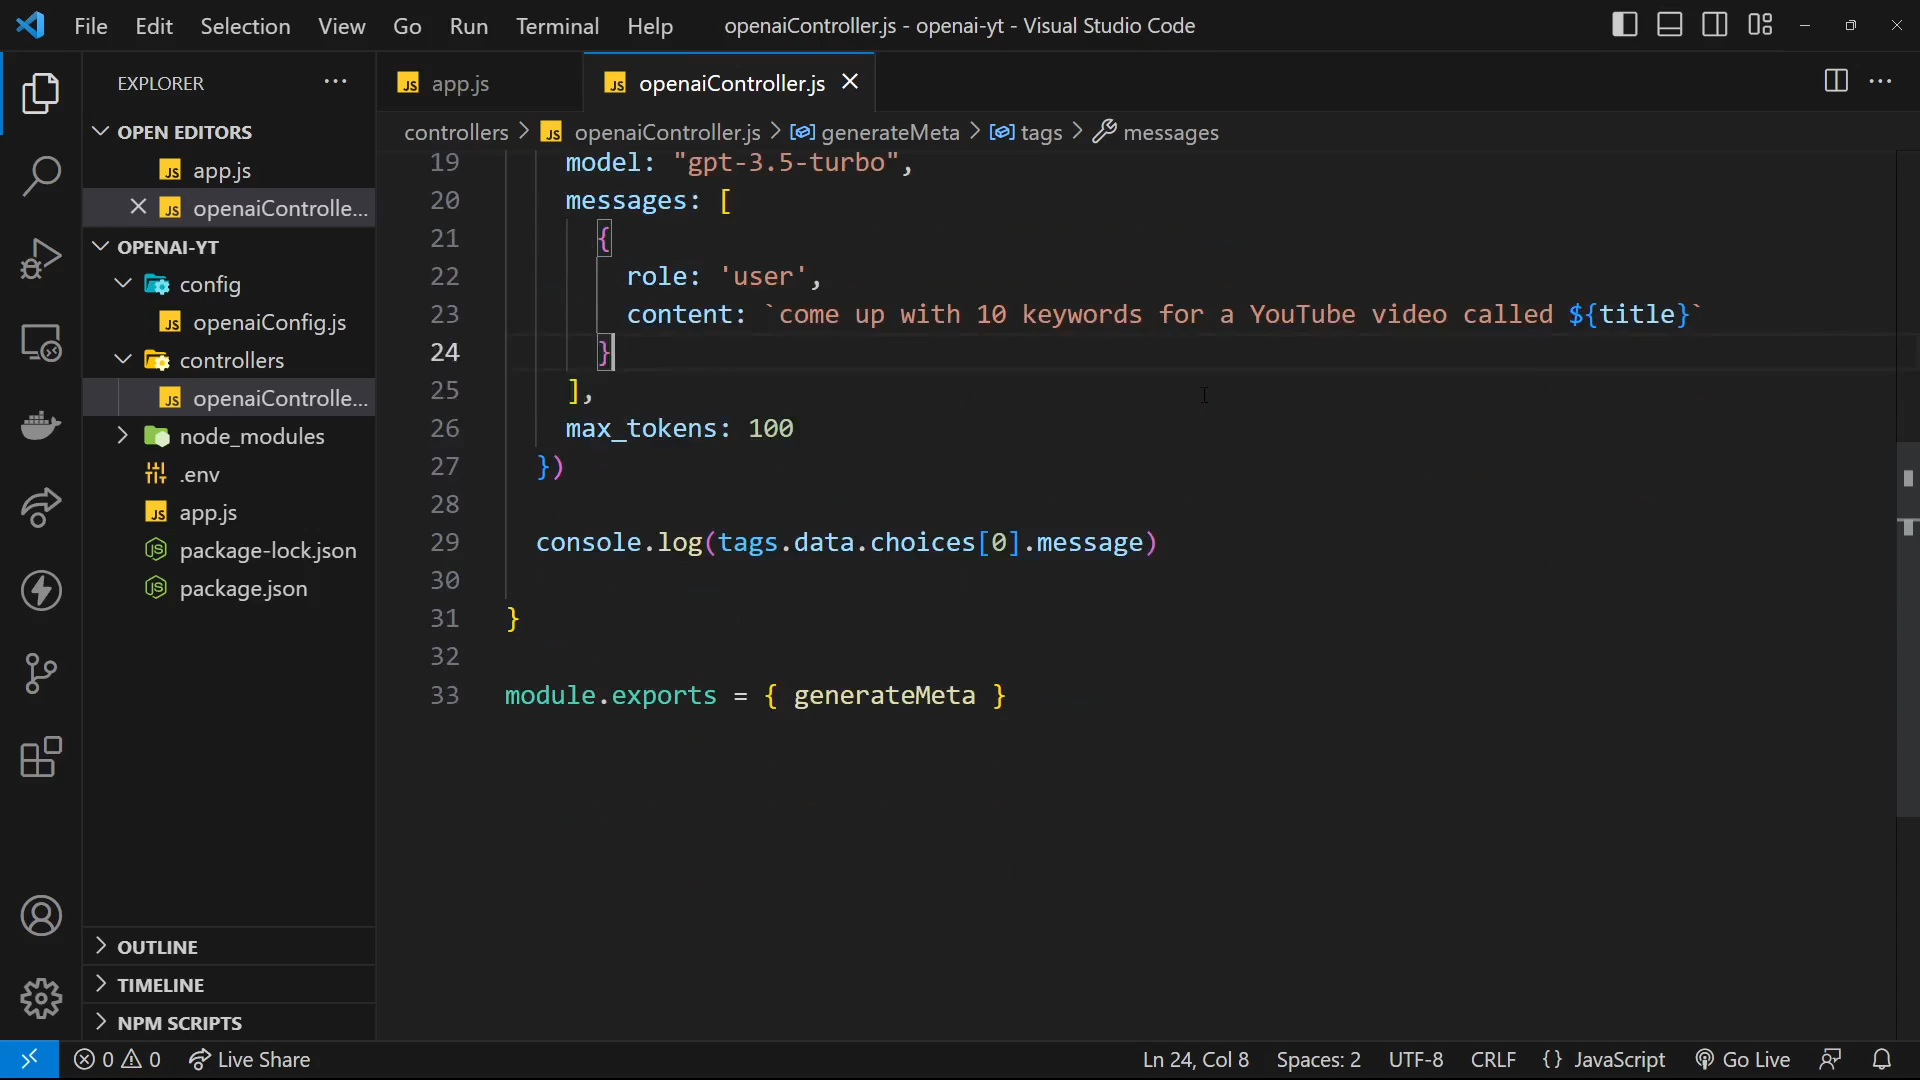 File Edit Selection View Go Run Terminal Help openaiController.js - openai-yt - Visual Studio Code
EXPLORER
OPEN EDITORS
JS app.js
JS openaiControlle...
OPENAI-YT
config
JS openaiConfig.js
controllers
JS openaiControlle...
node_modules
.env
JS app.js
package-lock.json
package.json
OUTLINE
TIMELINE
NPM SCRIPTS
JS app.js
JS openaiController.js
controllers > JS openaiController.js > generateMeta > tags > messages
19 model: "gpt-3.5-turbo",
20 messages: [
21 {
22 role: 'user',
23 content: `come up with 10 keywords for a YouTube video called ${title}`
24 }
25 ],
26 max_tokens: 100
27 })
28
29 console.log(tags.data.choices[0].message)
30
31 }
32
33 module.exports = { generateMeta }
0 0 Live Share Ln 24, Col 8 Spaces: 2 UTF-8 CRLF {} JavaScript Go Live